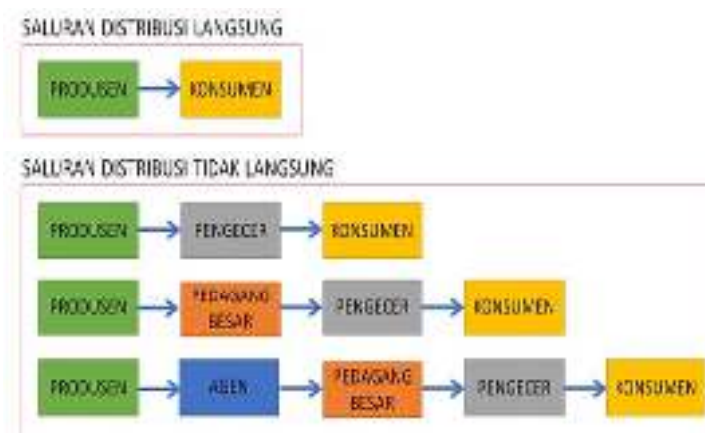 SALURAN DISTRIBUSI LANGSUNG
PRODUSEN KONSUMEN
SALURAN DISTRIBUSI TIDAK LANGSUNG
PRODUSEN PENGECER KONSUMEN
PRODUSEN PEDAGANG BESAR PENGECER KONSUMEN
PRODUSEN AGEN PEDAGANG BESAR PENGECER KONSUMEN